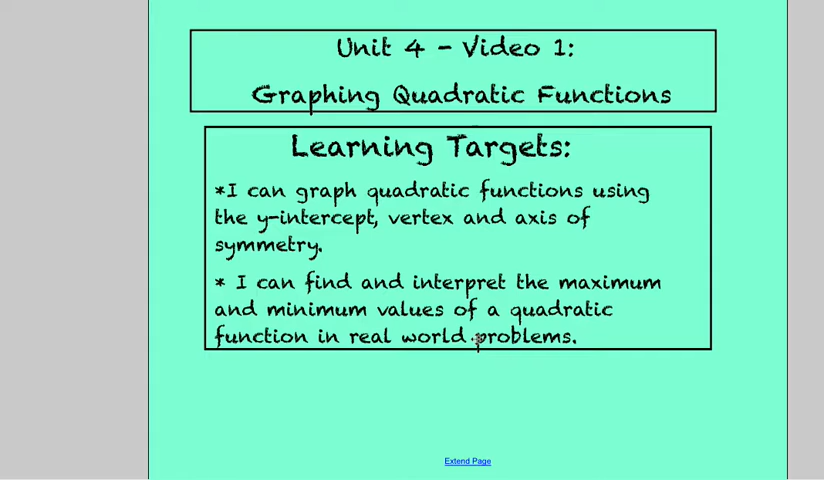 Unit 4 - Video 1:
Graphing Quadratic Functions
Learning Targets:
*I can graph quadratic functions using
the y-intercept, vertex and axis of
symmetry.
* I can find and interpret the maximum
and minimum values of a quadratic
function in real world problems.
Extend Page